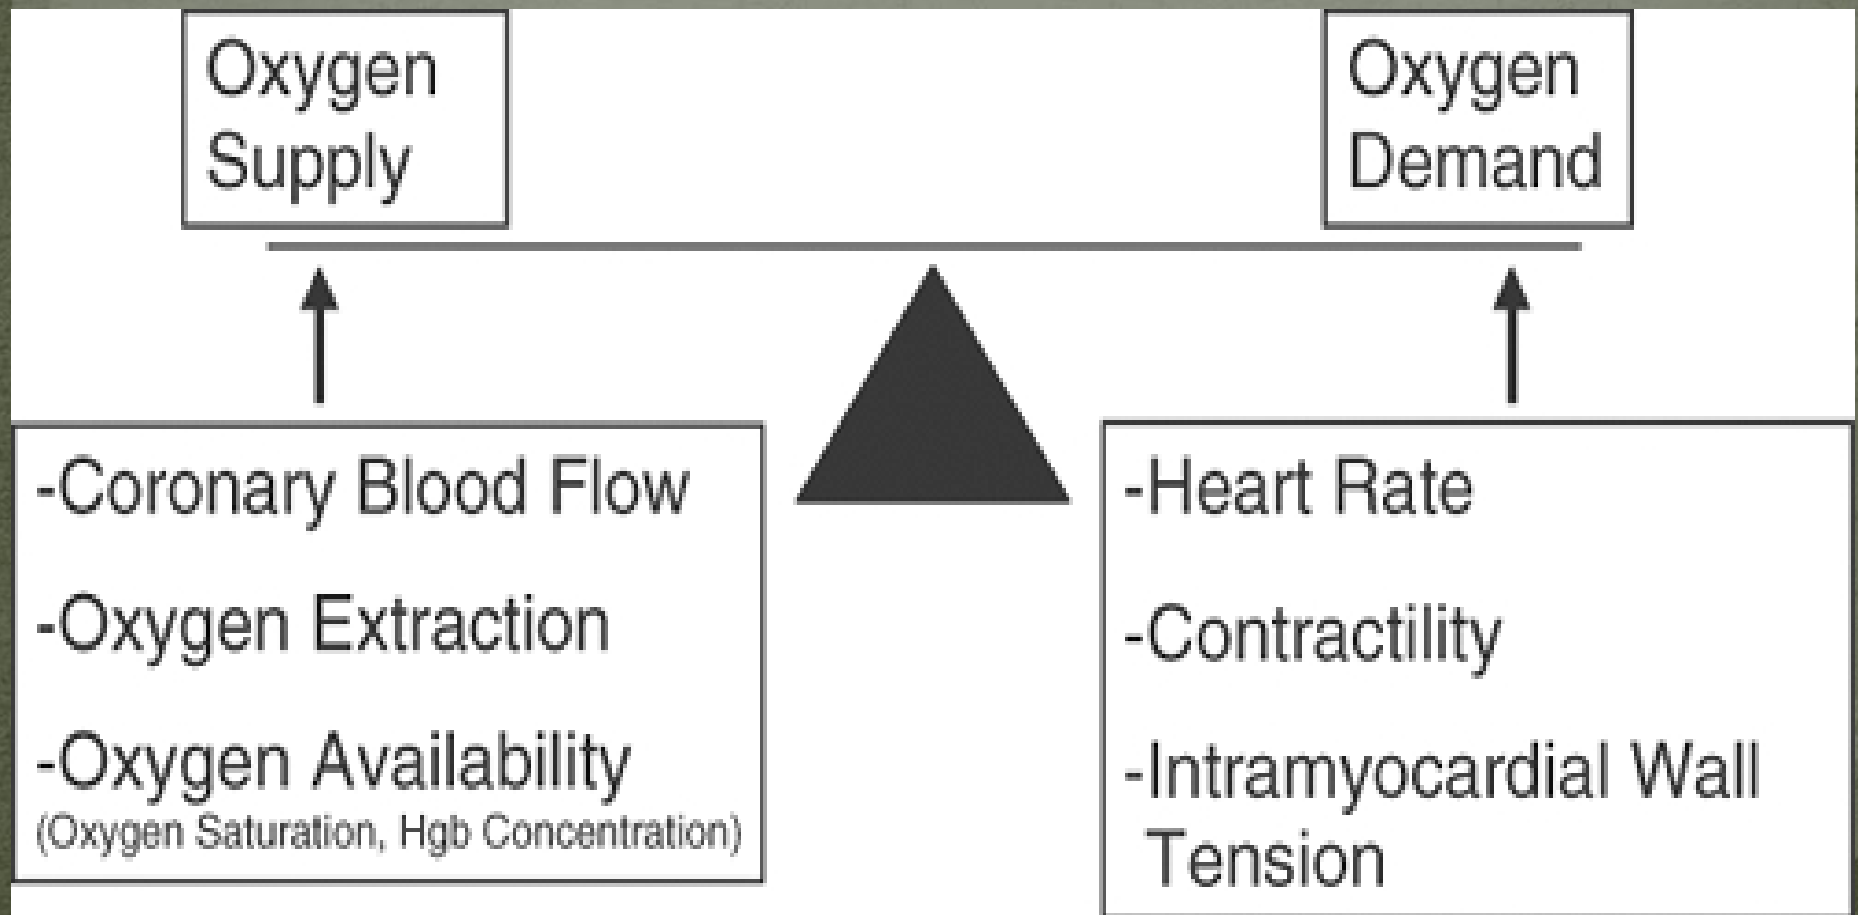 Oxygen
Supply
Oxygen
Demand
-Coronary Blood Flow
-Oxygen Extraction
-Oxygen Availability
(Oxygen Saturation, Hgb Concentration)
-Heart Rate
-Contractility
-Intramyocardial Wall
Tension